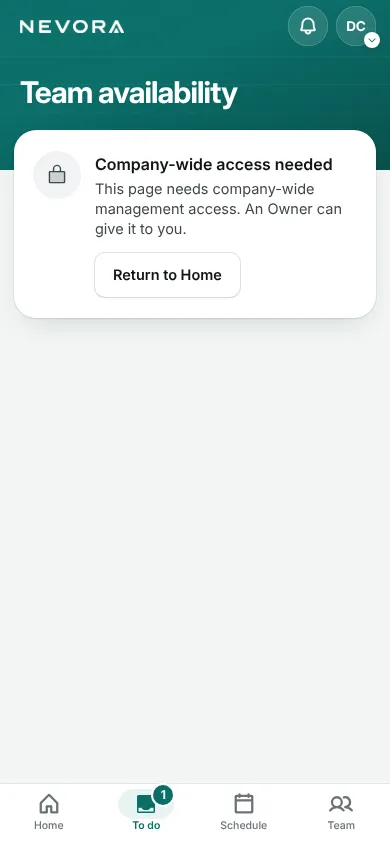 NEVORA
DC
Team availability
Company-wide access needed
This page needs company-wide
management access. An Owner can
give it to you.
Return to Home
1
Home
To do
Schedule
Team